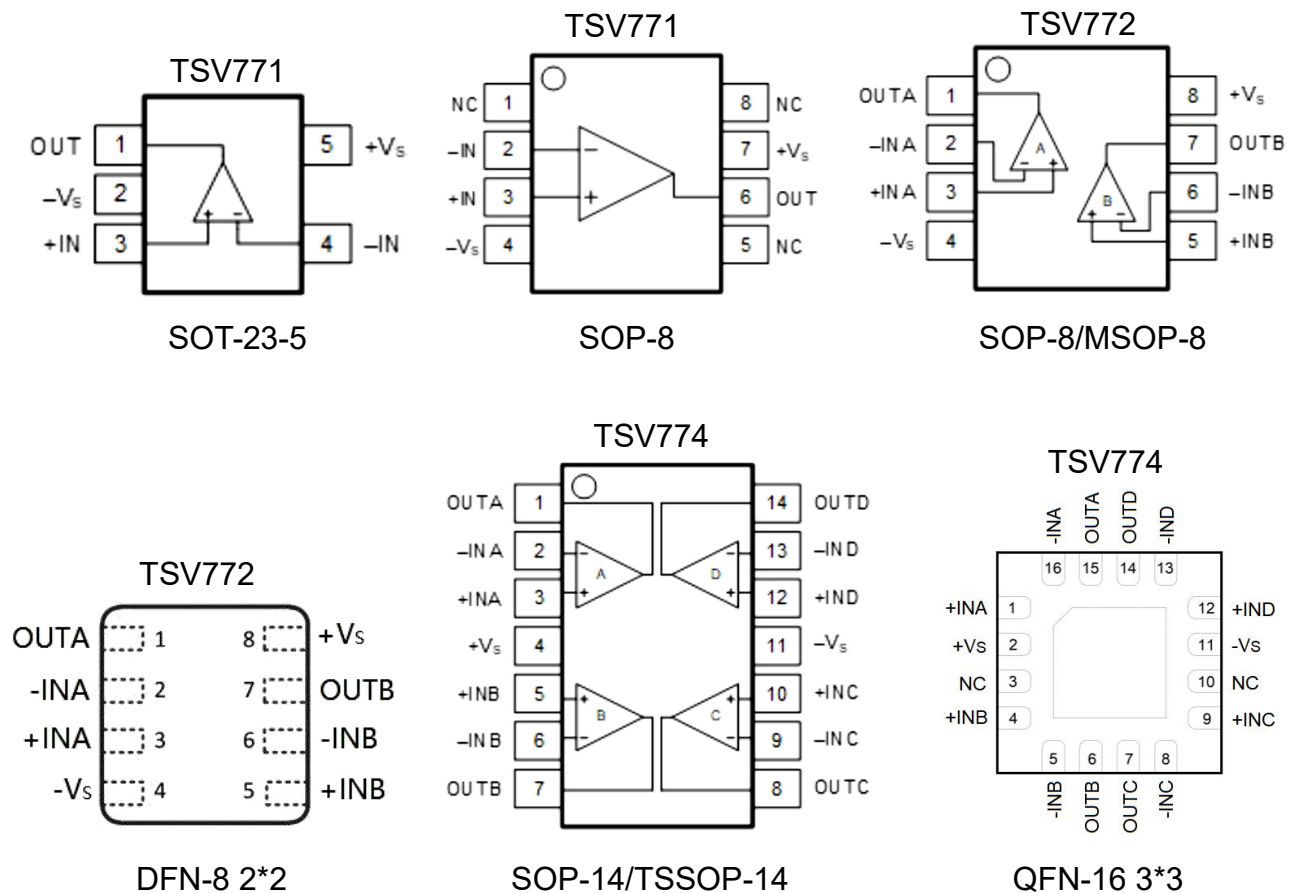 TSV771
OUT 1 5 +Vs
–Vs 2
+IN 3 4 –IN
+ –
SOT-23-5
TSV771
NC 1 8 NC
–IN 2 – 7 +Vs
+IN 3 + 6 OUT
–Vs 4 5 NC
SOP-8
TSV772
OUTA 1 8 +Vs
–INA 2 A 7 OUTB
– +
+INA 3 B 6 –INB
+ –
–Vs 4 5 +INB
SOP-8/MSOP-8
TSV772
OUTA 1 8 +Vs
-INA 2 7 OUTB
+INA 3 6 -INB
-Vs 4 5 +INB
DFN-8 2*2
TSV774
OUTA 1 14 OUTD
–INA 2 – – 13 –IND
A D
+INA 3 + + 12 +IND
+Vs 4 11 –Vs
+INB 5 + + 10 +INC
B C
–INB 6 – – 9 –INC
OUTB 7 8 OUTC
SOP-14/TSSOP-14
TSV774
-INA OUTA OUTD -IND
16 15 14 13
+INA 1 12 +IND
+Vs 2 11 -Vs
NC 3 10 NC
+INB 4 9 +INC
5 6 7 8
-INB OUTB OUTC -INC
QFN-16 3*3